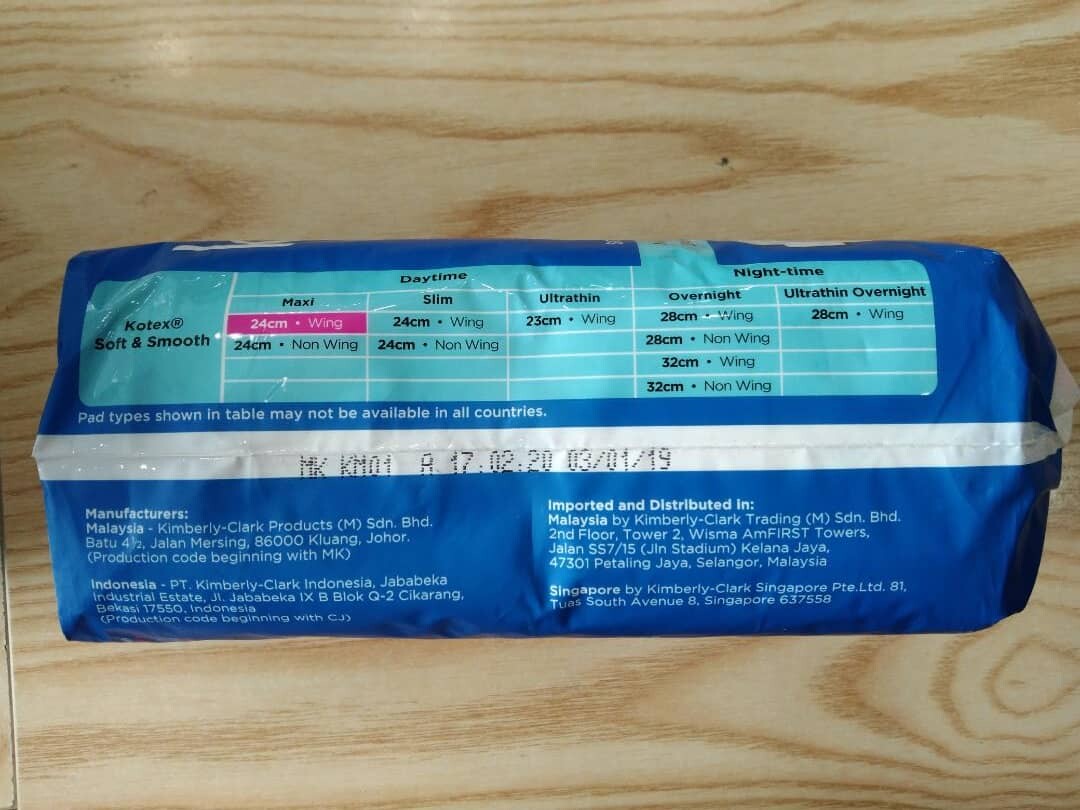 Daytime Night-time
Maxi Slim Ultrathin Overnight Ultrathin Overnight
Kotex®
Soft & Smooth
24cm • Wing 24cm • Wing 23cm • Wing 28cm • Wing 28cm • Wing
24cm • Non Wing 24cm • Non Wing 28cm • Non Wing
32cm • Wing
32cm • Non Wing
Pad types shown in table may not be available in all countries.
MK KM01 A 17:02:20 03/01/19
Manufacturers:
Malaysia - Kimberly-Clark Products (M) Sdn. Bhd.
Batu 4½, Jalan Mersing, 86000 Kluang, Johor.
(Production code beginning with MK)
Indonesia - PT. Kimberly-Clark Indonesia, Jababeka
Industrial Estate, Jl. Jababeka IX B Blok Q-2 Cikarang,
Bekasi 17550, Indonesia
(Production code beginning with CJ)
Imported and Distributed in:
Malaysia by Kimberly-Clark Trading (M) Sdn. Bhd.
2nd Floor, Tower 2, Wisma AmFIRST Towers,
Jalan SS7/15 (Jln Stadium) Kelana Jaya,
47301 Petaling Jaya, Selangor, Malaysia
Singapore by Kimberly-Clark Singapore Pte.Ltd. 81,
Tuas South Avenue 8, Singapore 637558